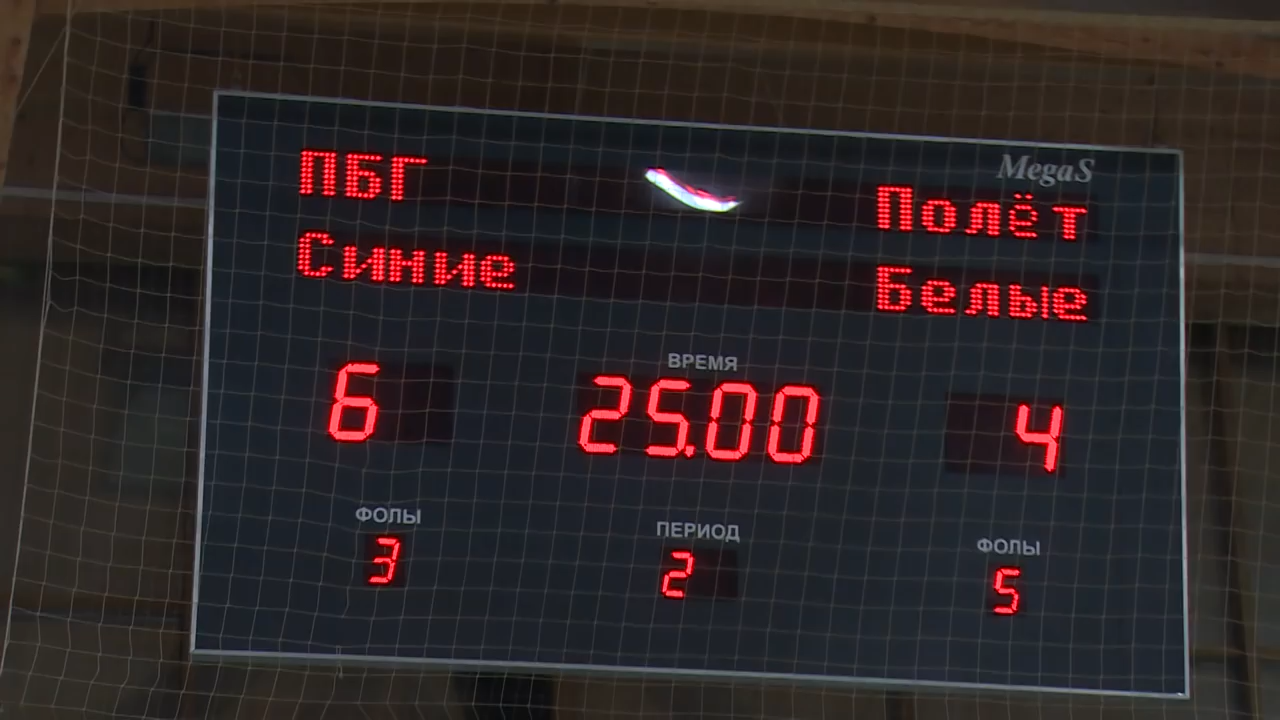 MegaS
ПБГ Полёт
Синие Белые
ВРЕМЯ
6 25.00 4
ФОЛЫ ПЕРИОД ФОЛЫ
3 2 5